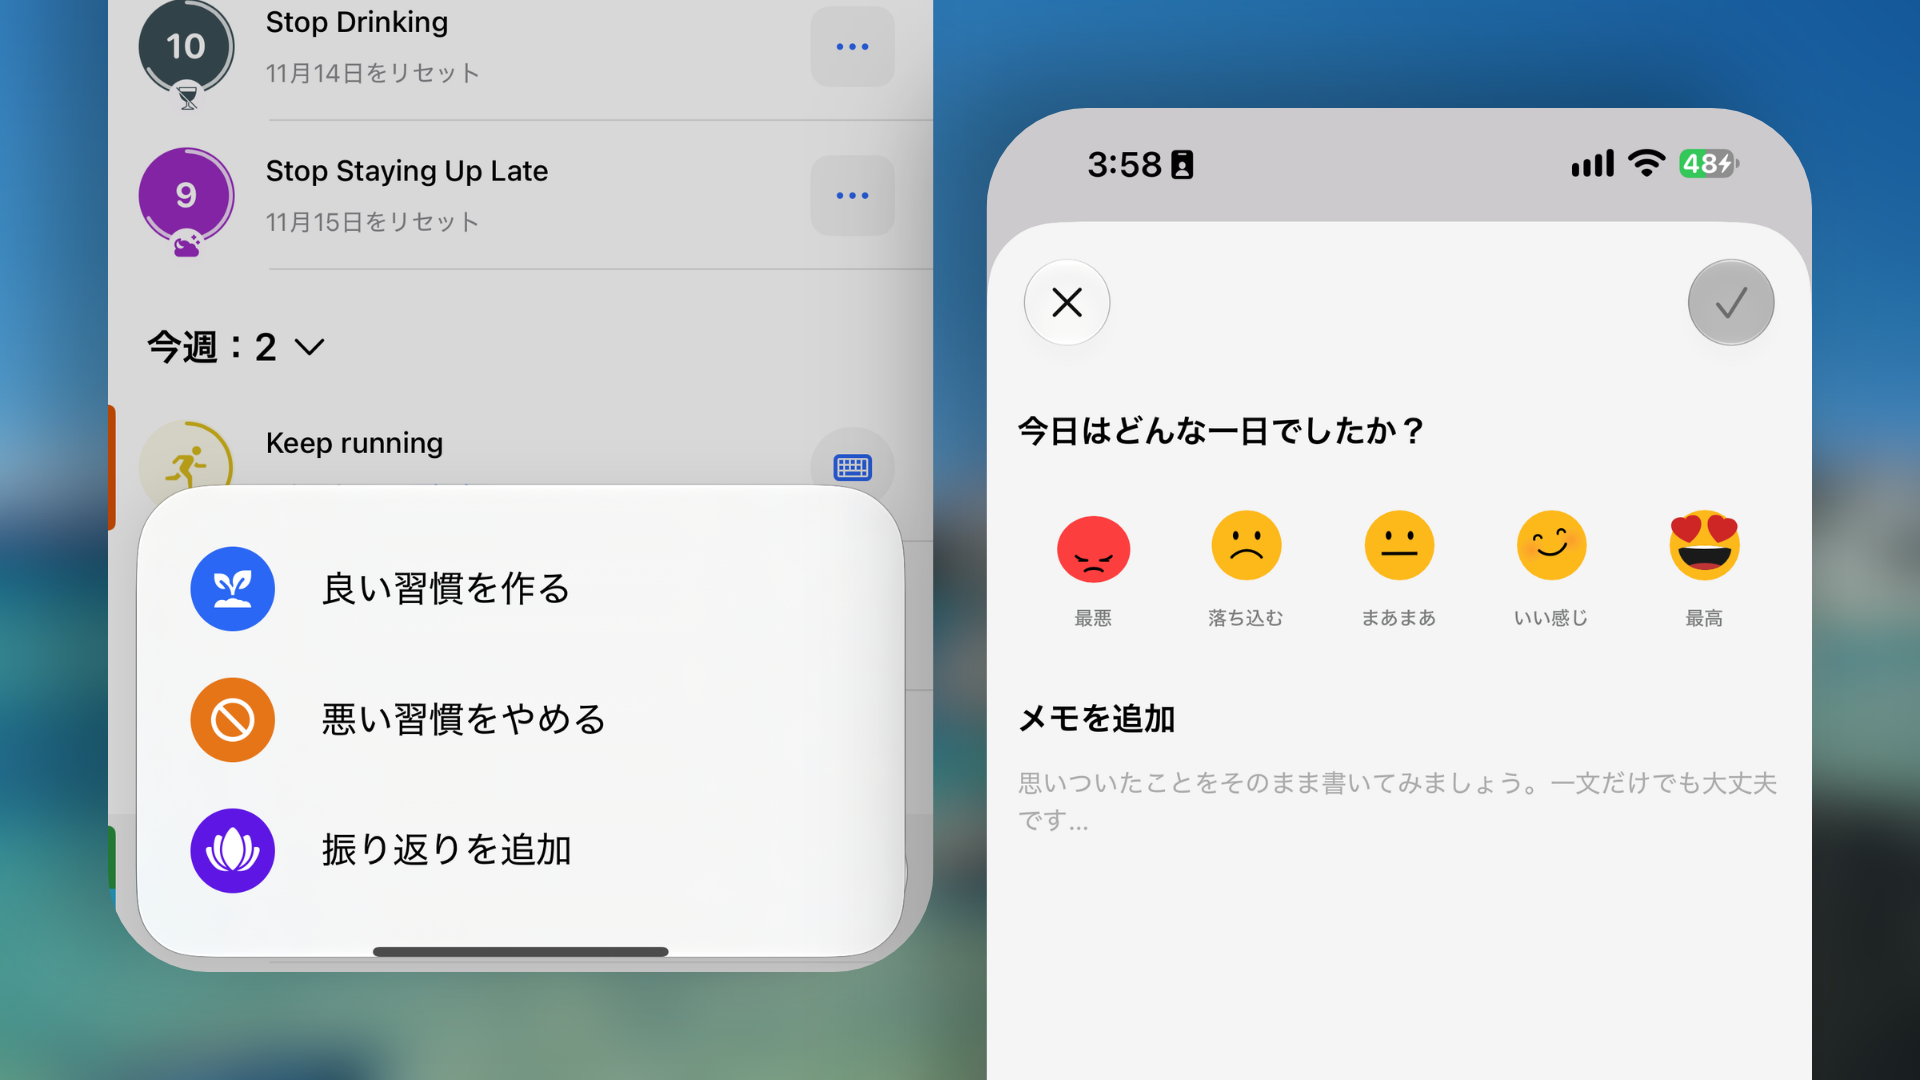 10
Stop Drinking
11月14日をリセット
9
Stop Staying Up Late
11月15日をリセット
今週：2
Keep running
良い習慣を作る
悪い習慣をやめる
振り返りを追加
3:58
48
今日はどんな一日でしたか？
最悪
落ち込む
まあまあ
いい感じ
最高
メモを追加
思いついたことをそのまま書いてみましょう。一文だけでも大丈夫
です...